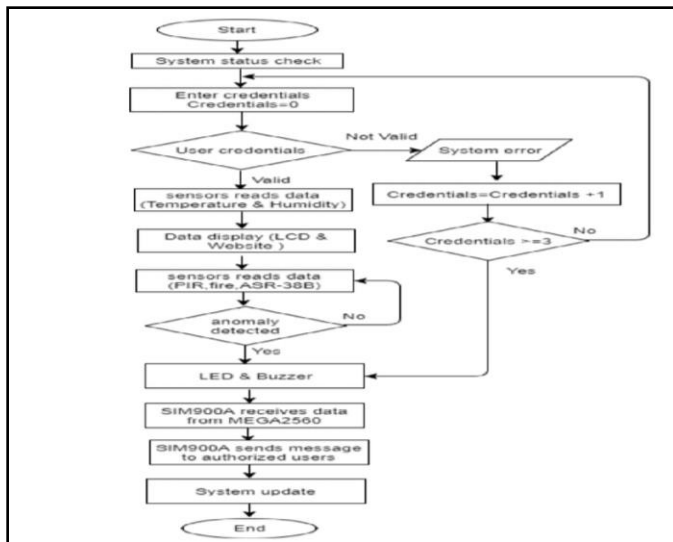 Start
System status check
Enter credentials
Credentials=0
User credentials
Not Valid
System error
Valid
sensors reads data
(Temperature & Humidity)
Credentials=Credentials +1
Data display (LCD &
Website )
Credentials >=3
No
Yes
sensors reads data
(PIR,fire,ASR-38B)
No
anomaly
detected
Yes
LED & Buzzer
SIM900A receives data
from MEGA2560
SIM900A sends message
to authorized users
System update
End